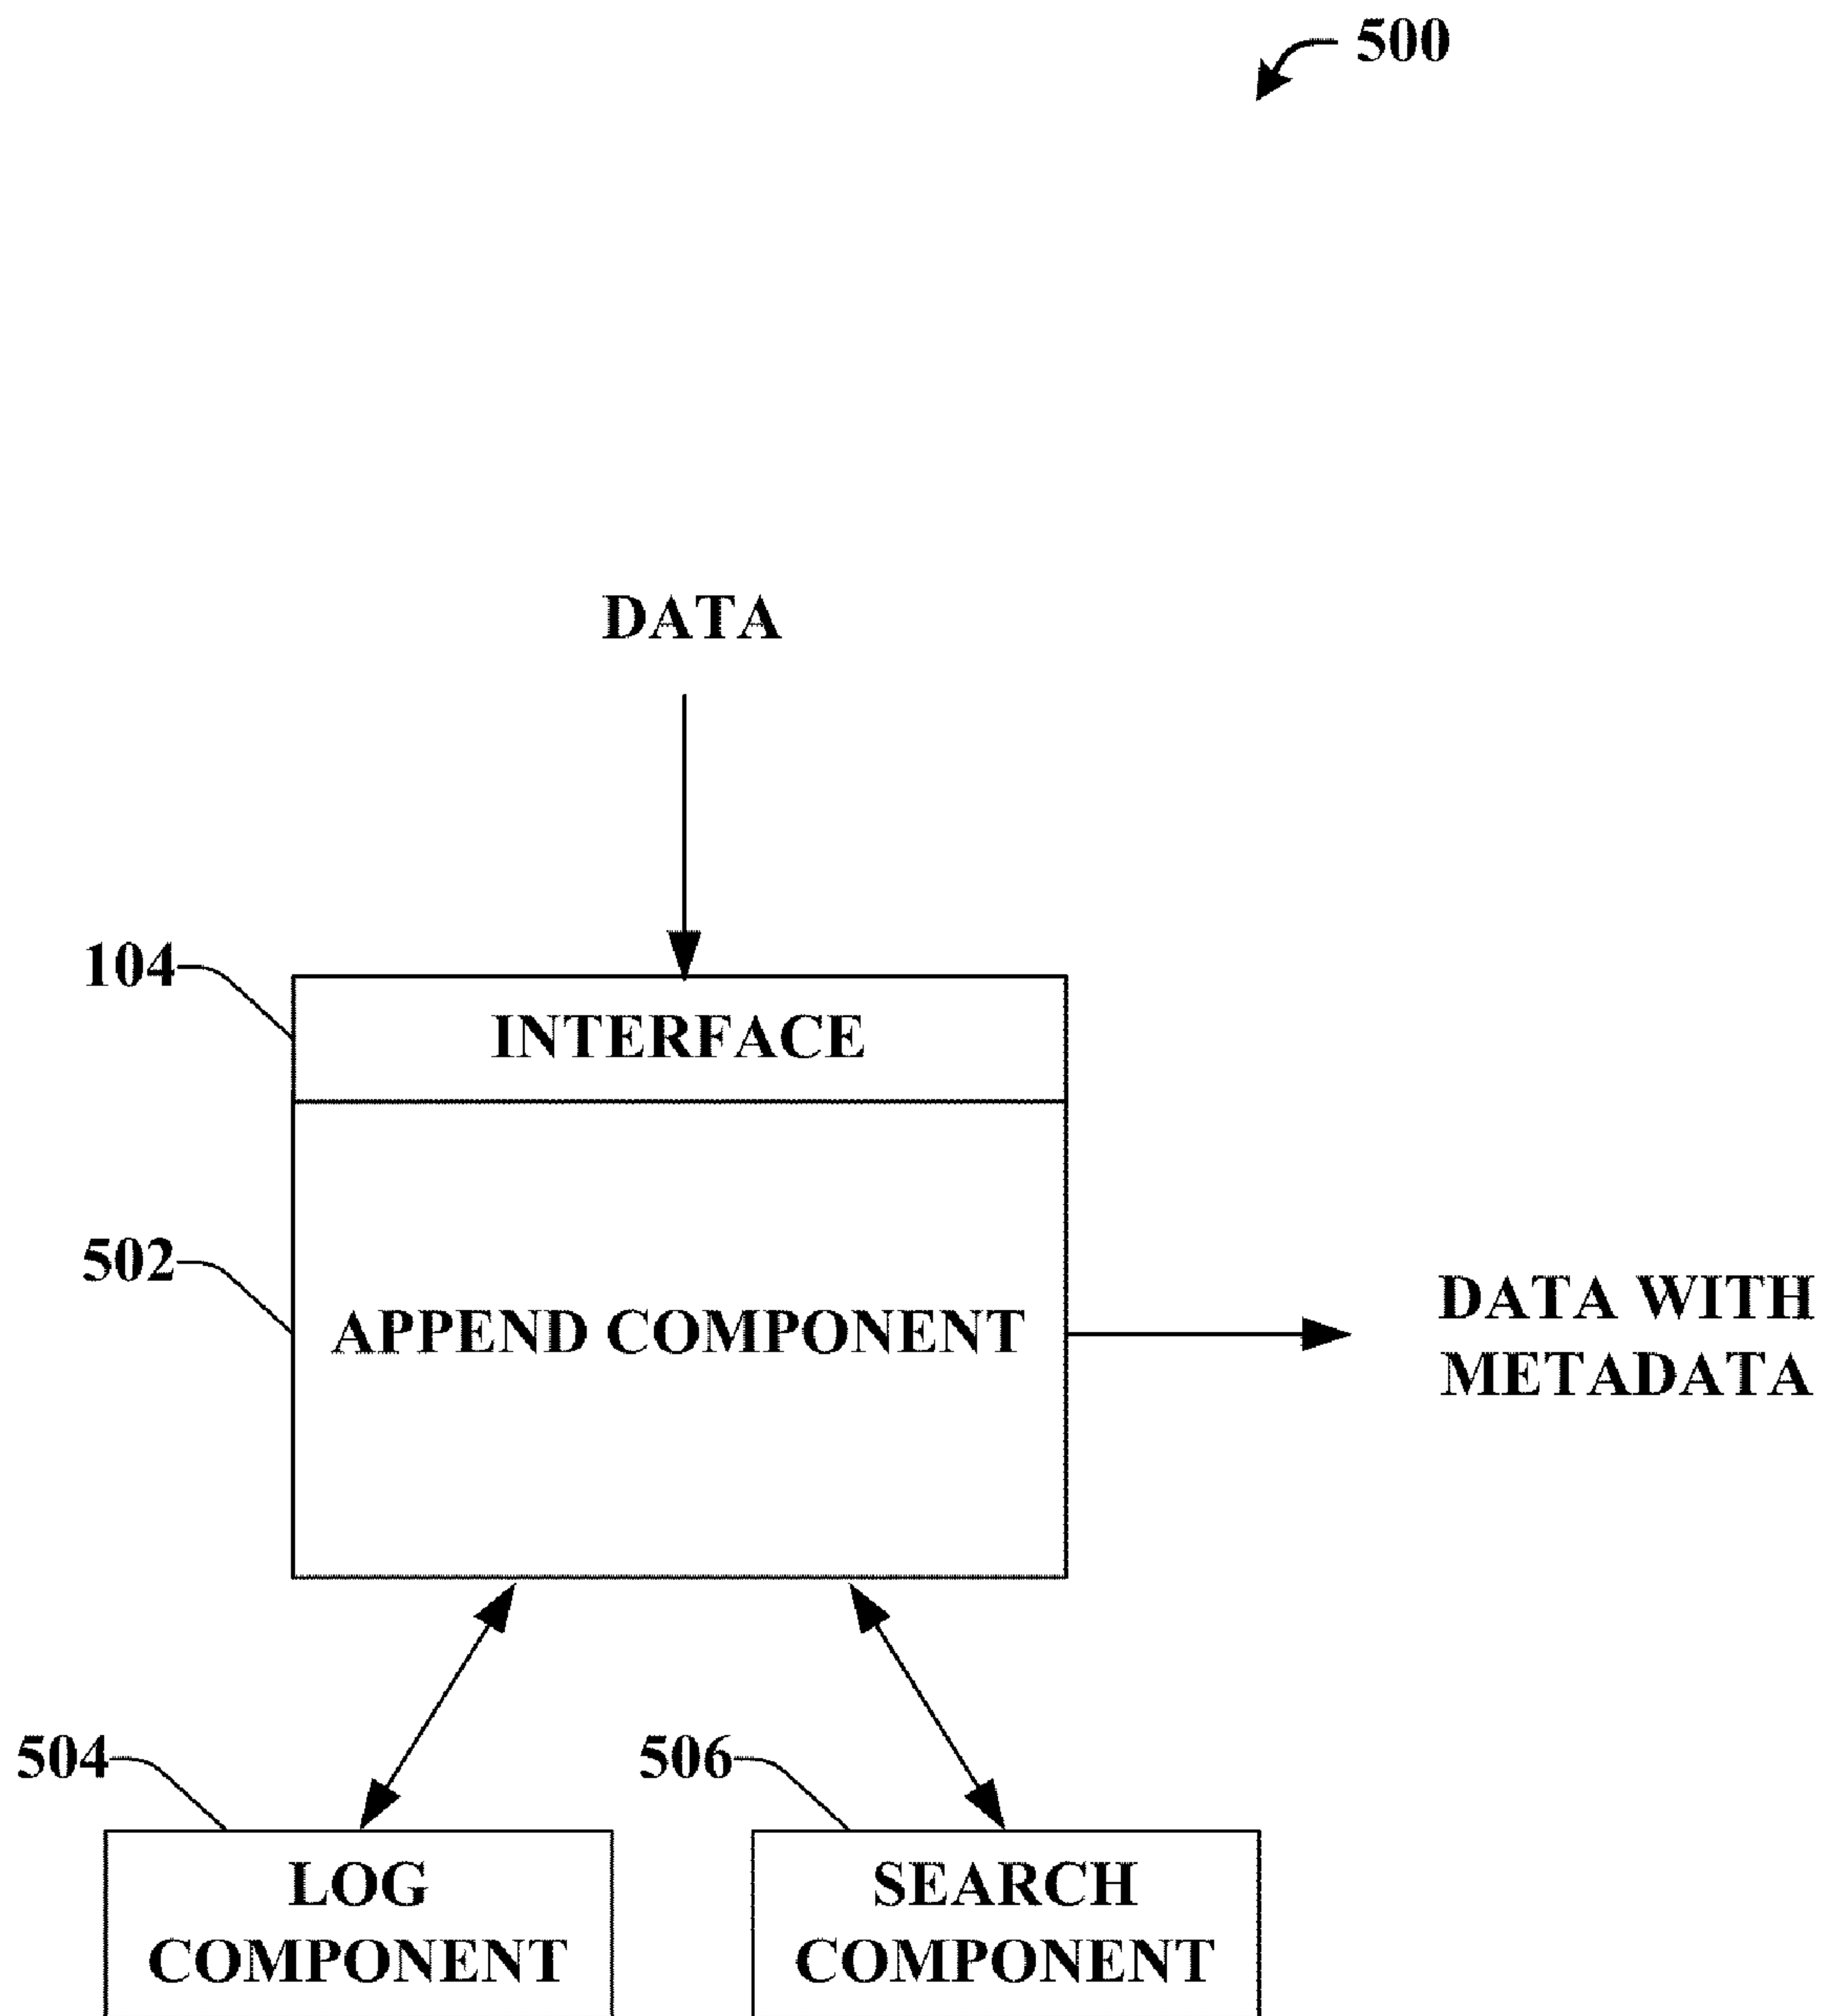 500
DATA
104
INTERFACE
502
APPEND COMPONENT
DATA WITH
METADATA
504
506
LOG
COMPONENT
SEARCH
COMPONENT